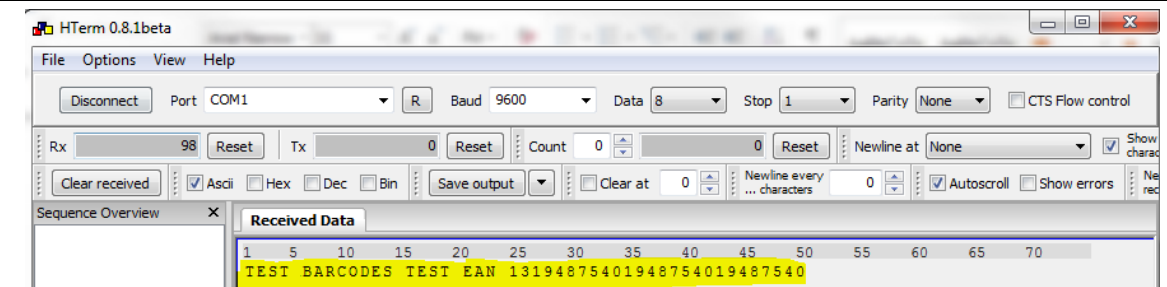 HTerm 0.8.1beta
File Options View Help
Disconnect Port COM1 R Baud 9600 Data 8 Stop 1 Parity None CTS Flow control
Rx 98 Reset Tx 0 Reset Count 0 0 Reset Newline at None Show
charac
Clear received Ascii Hex Dec Bin Save output Clear at 0 Newline every
... characters 0 Autoscroll Show errors Ne
rec
Sequence Overview X Received Data
1 5 10 15 20 25 30 35 40 45 50 55 60 65 70
TEST BARCODES TEST EAN 13194875401948754019487540